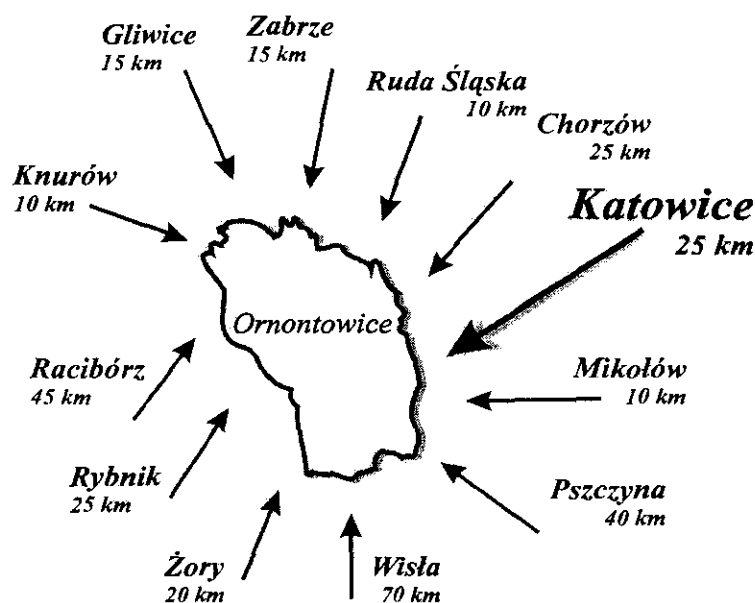 Gliwice
15 km
Zabrze
15 km
Ruda Śląska
10 km
Chorzów
25 km
Knurów
10 km
Katowice
25 km
Ornontowice
Racibórz
45 km
Mikołów
10 km
Rybnik
25 km
Pszczyna
40 km
Żory
20 km
Wisła
70 km